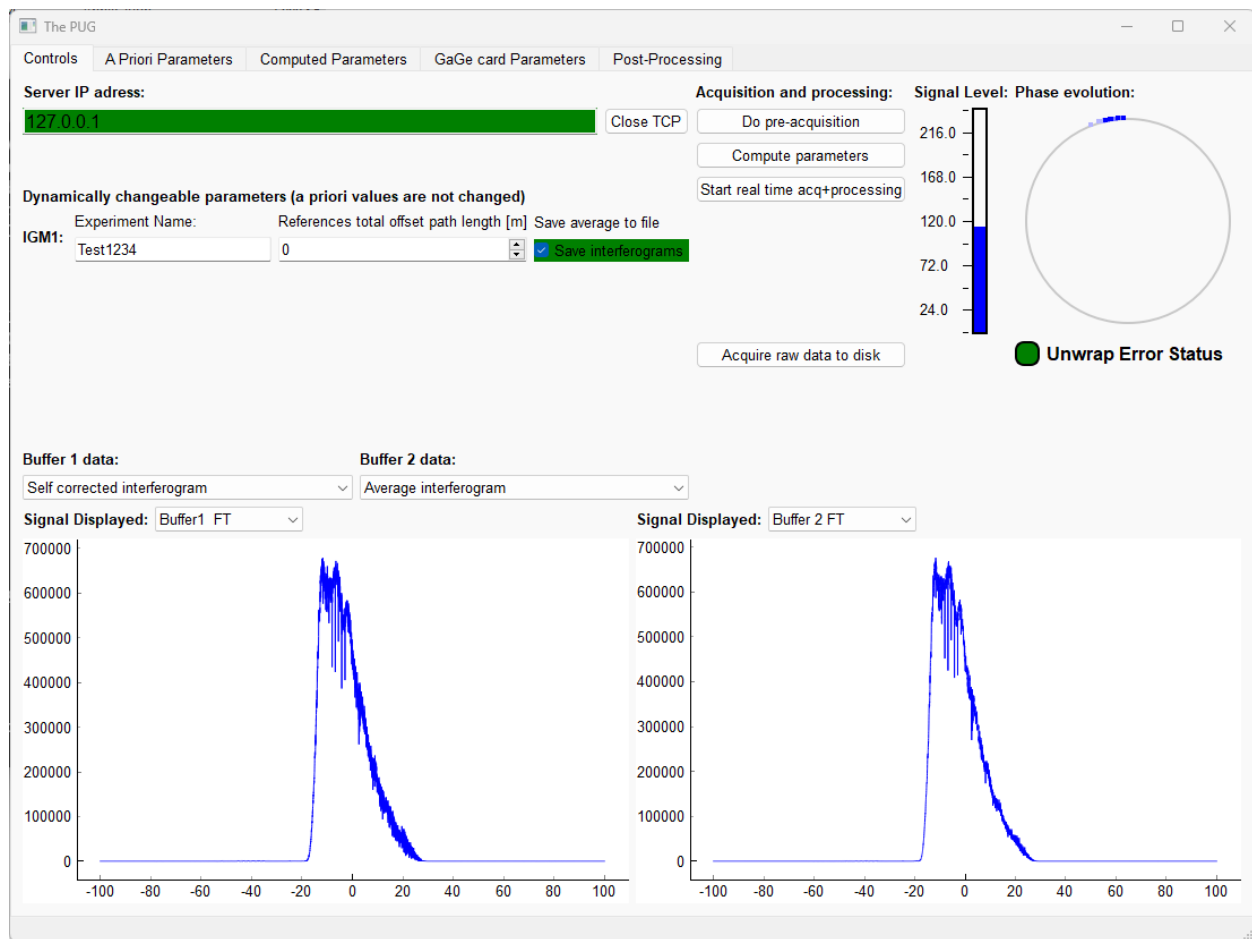 The PUG
Controls A Priori Parameters Computed Parameters GaGe card Parameters Post-Processing
Server IP adress:
127.0.0.1
Close TCP
Acquisition and processing:
Do pre-acquisition
Compute parameters
Start real time acq+processing
Signal Level:
216.0
168.0
120.0
72.0
24.0
Phase evolution:
Unwrap Error Status
Dynamically changeable parameters (a priori values are not changed)
Experiment Name: References total offset path length [m] Save average to file
IGM1: Test1234 0 Save interferograms
Acquire raw data to disk
Buffer 1 data: Buffer 2 data:
Self corrected interferogram Average interferogram
Signal Displayed: Buffer1 FT
700000
600000
500000
400000
300000
200000
100000
0
-100 -80 -60 -40 -20 0 20 40 60 80 100
Signal Displayed: Buffer 2 FT
700000
600000
500000
400000
300000
200000
100000
0
-100 -80 -60 -40 -20 0 20 40 60 80 100